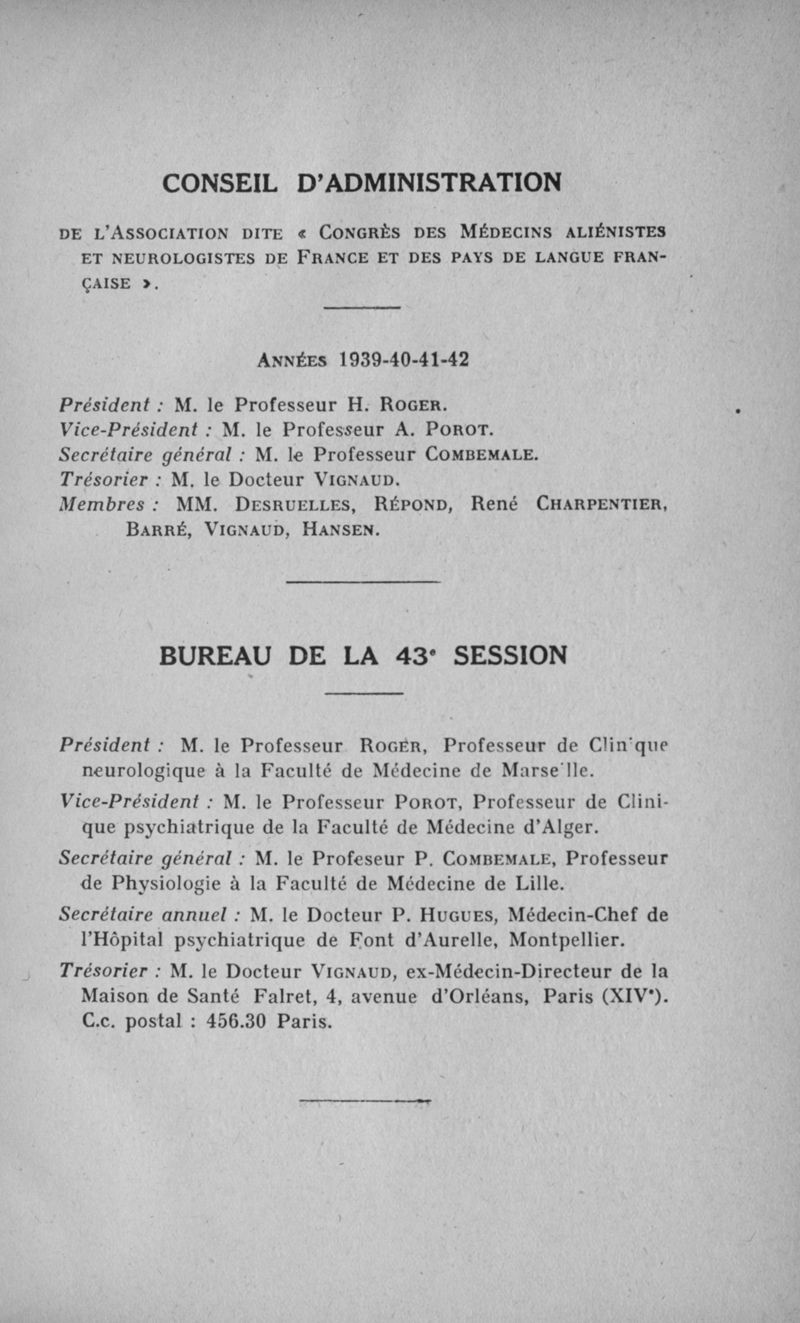 CONSEIL D'ADMINISTRATION
DE L'ASSOCIATION DITE « CONGRÈS DES MÉDECINS ALIÉNISTES
ET NEUROLOGISTES DE FRANCE ET DES PAYS DE LANGUE FRAN-
ÇAISE ».
ANNÉES 1939-40-41-42
Président : M. le Professeur H. ROGER.
Vice-Président : M. le Professeur A. POROT.
Secrétaire général : M. le Professeur COMBEMALE.
Trésorier : M. le Docteur VIGNAUD.
Membres : MM. DESRUELLES, RÉPOND, René CHARPENTIER,
BARRÉ, VIGNAUD, HANSEN.
BUREAU DE LA 43e SESSION
Président : M. le Professeur ROGER, Professeur de Clin'que
neurologique à la Faculté de Médecine de Marse'lle.
Vice-Président : M. le Professeur POROT, Professeur de Clini-
que psychiatrique de la Faculté de Médecine d'Alger.
Secrétaire général : M. le Profeseur P. COMBEMALE, Professeur
de Physiologie à la Faculté de Médecine de Lille.
Secrétaire annuel : M. le Docteur P. HUGUES, Médecin-Chef de
l'Hôpital psychiatrique de Font d'Aurelle, Montpellier.
Trésorier : M. le Docteur VIGNAUD, ex-Médecin-Directeur de la
Maison de Santé Falret, 4, avenue d'Orléans, Paris (XIVe).
C.c. postal : 456.30 Paris.